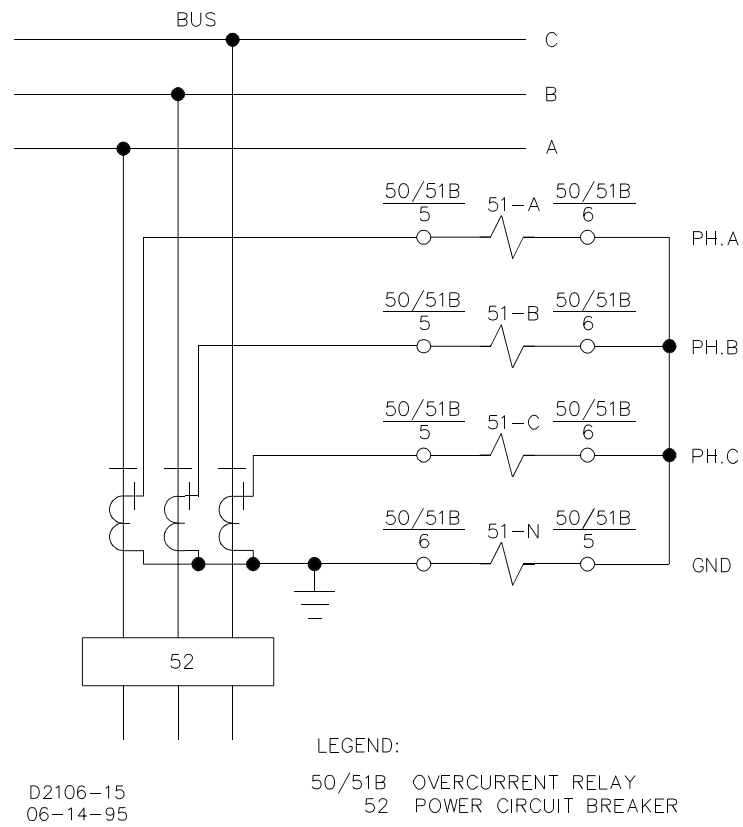 BUS
C
B
A
50/51B
5
51-A
50/51B
6
PH.A
50/51B
5
51-B
50/51B
6
PH.B
50/51B
5
51-C
50/51B
6
PH.C
50/51B
6
51-N
50/51B
5
GND
52
LEGEND:
50/51B OVERCURRENT RELAY
52 POWER CIRCUIT BREAKER
D2106-15
06-14-95